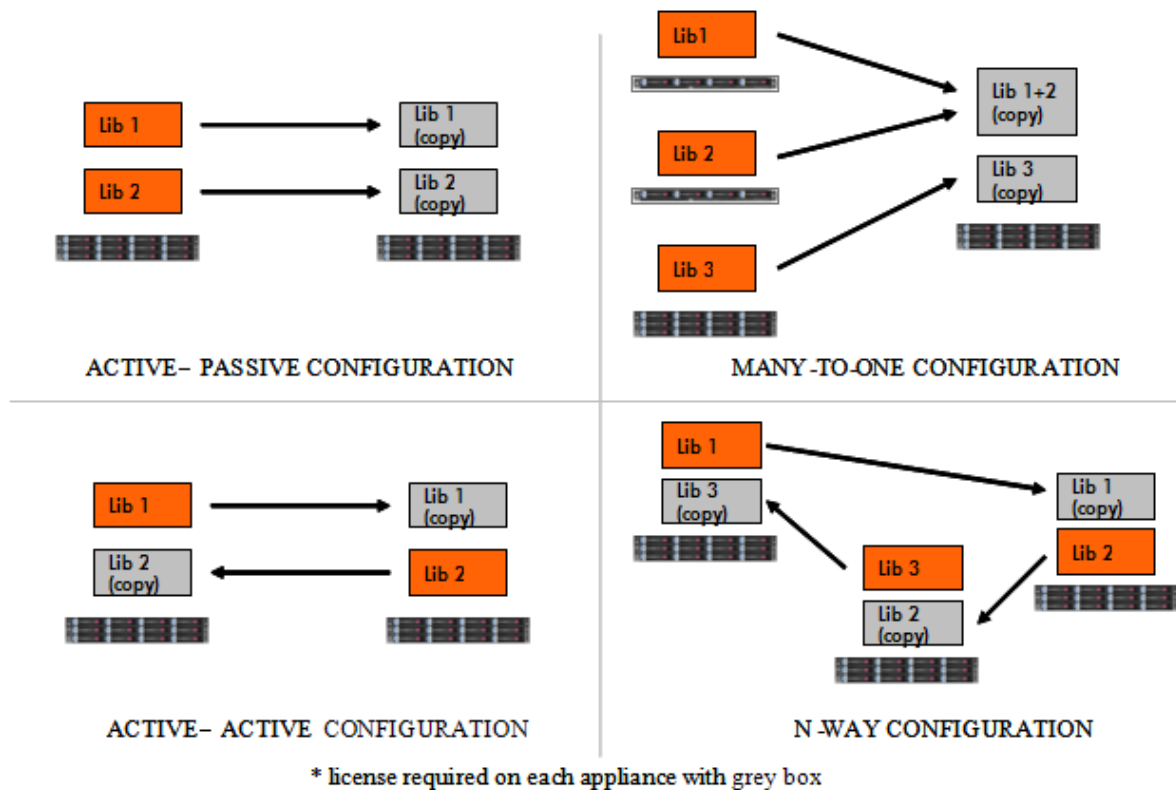 Lib 1
Lib 1
(copy)
Lib 2
Lib 2
(copy)
ACTIVE– PASSIVE CONFIGURATION
Lib1
Lib 2
Lib 3
Lib 1+2
(copy)
Lib 3
(copy)
MANY-TO-ONE CONFIGURATION
Lib 1
Lib 1
(copy)
Lib 2
(copy)
Lib 2
ACTIVE– ACTIVE CONFIGURATION
Lib 1
Lib 3
(copy)
Lib 1
(copy)
Lib 2
Lib 3
Lib 2
(copy)
N-WAY CONFIGURATION
* license required on each appliance with grey box